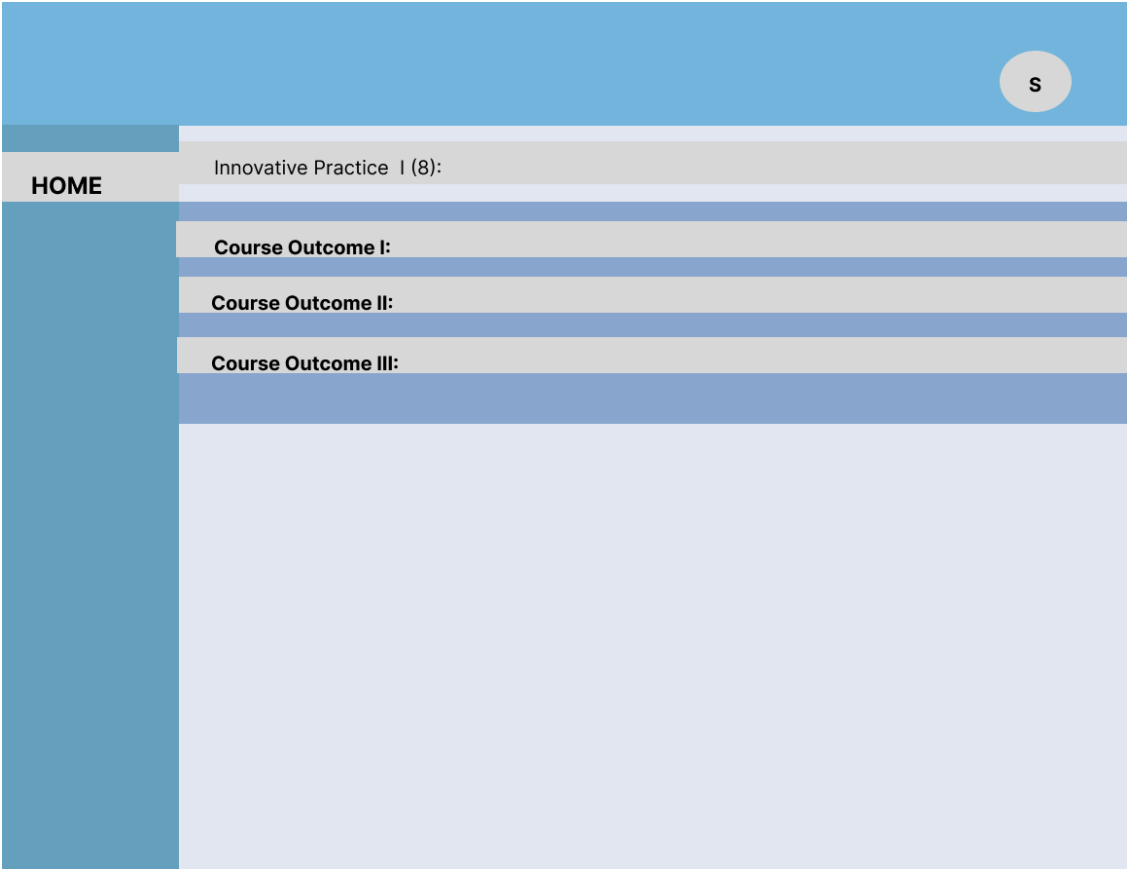 S
HOME
Innovative Practice I (8):
Course Outcome I:
Course Outcome II:
Course Outcome III: